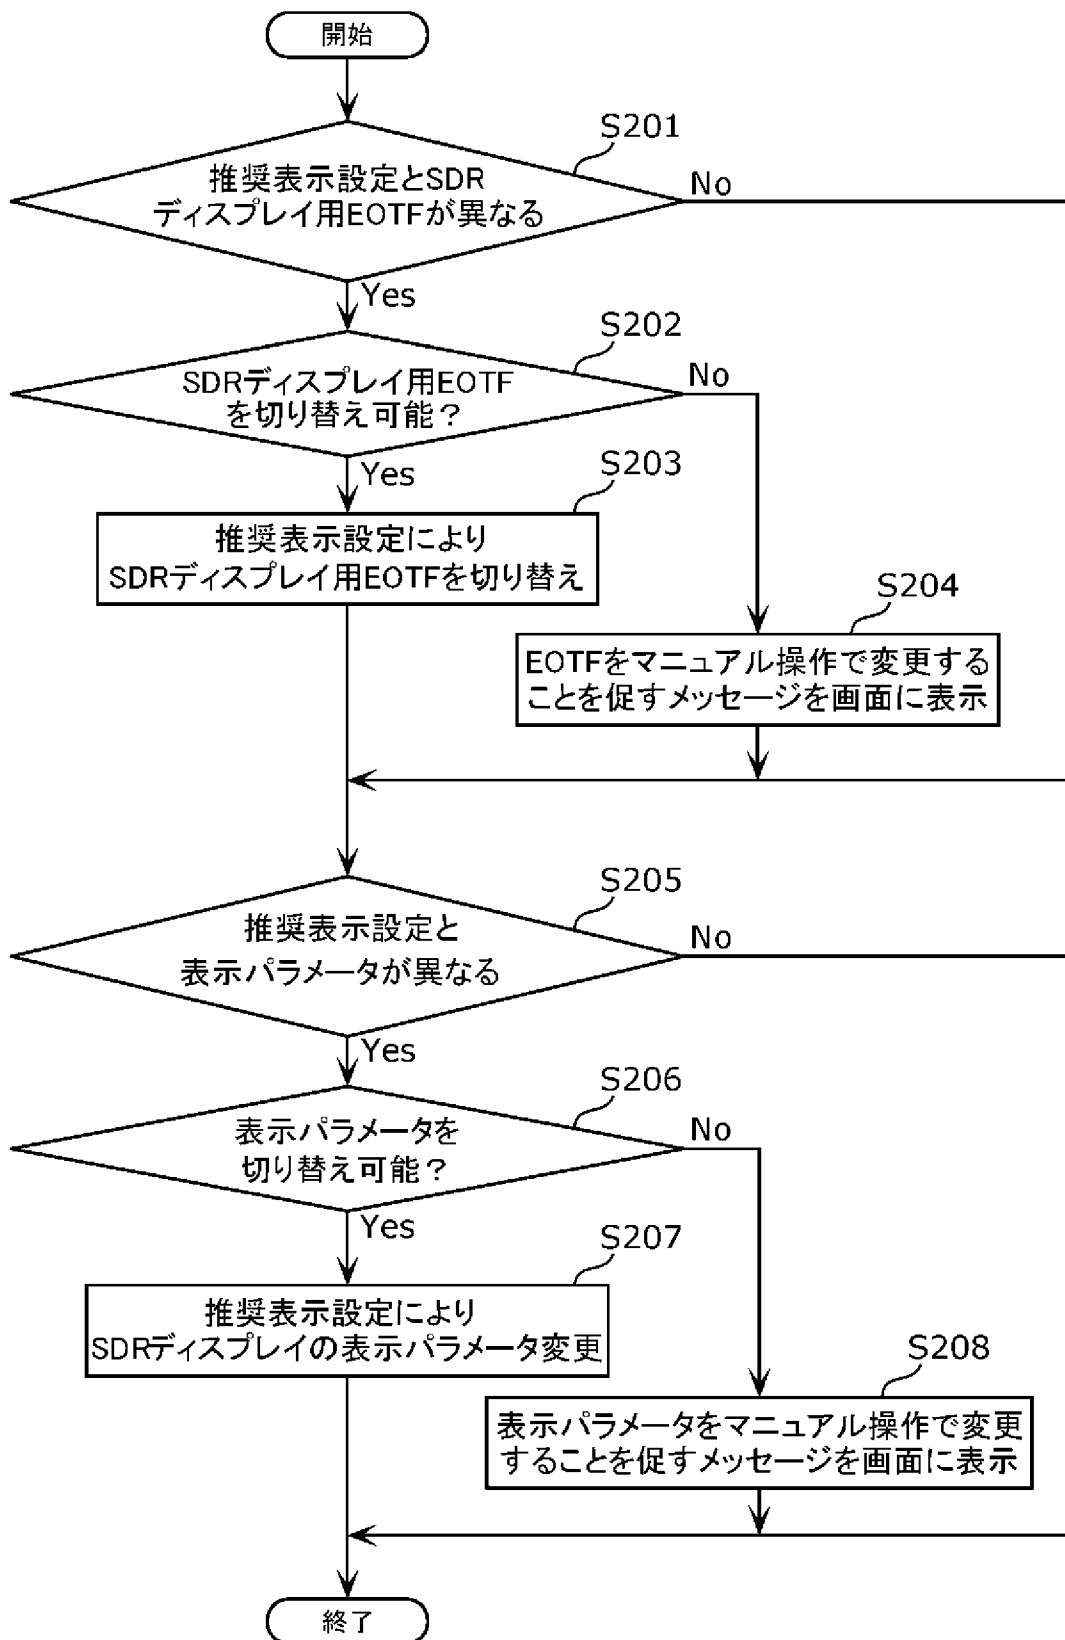 開始
S201
推奨表示設定とSDR
ディスプレイ用EOTFが異なる
No
Yes
S202
SDRディスプレイ用EOTF
を切り替え可能？
No
Yes
S203
推奨表示設定により
SDRディスプレイ用EOTFを切り替え
S204
EOTFをマニュアル操作で変更する
ことを促すメッセージを画面に表示
S205
推奨表示設定と
表示パラメータが異なる
No
Yes
S206
表示パラメータを
切り替え可能？
No
Yes
S207
推奨表示設定により
SDRディスプレイの表示パラメータ変更
S208
表示パラメータをマニュアル操作で変更
することを促すメッセージを画面に表示
終了